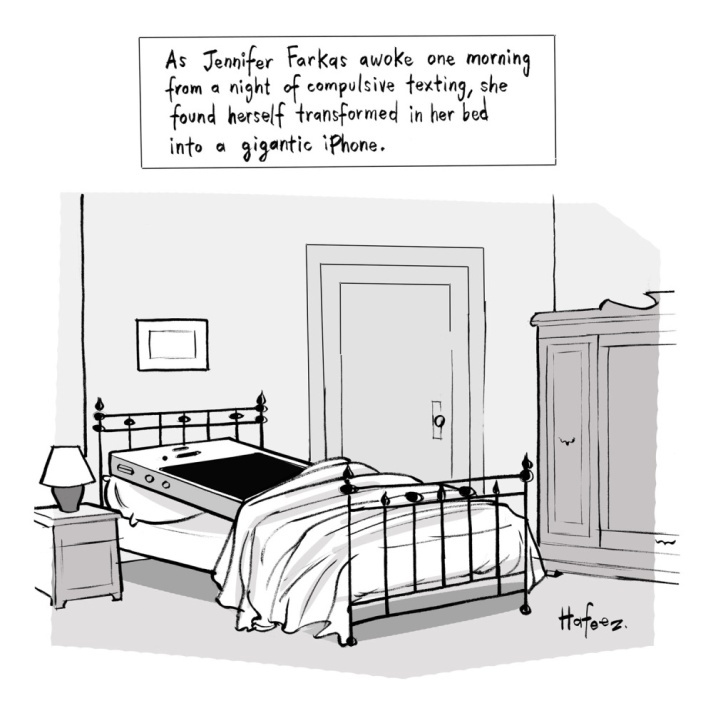 As Jennifer Farkas awoke one morning
from a night of compulsive texting, she
found herself transformed in her bed
into a gigantic iPhone.
Hafeez.